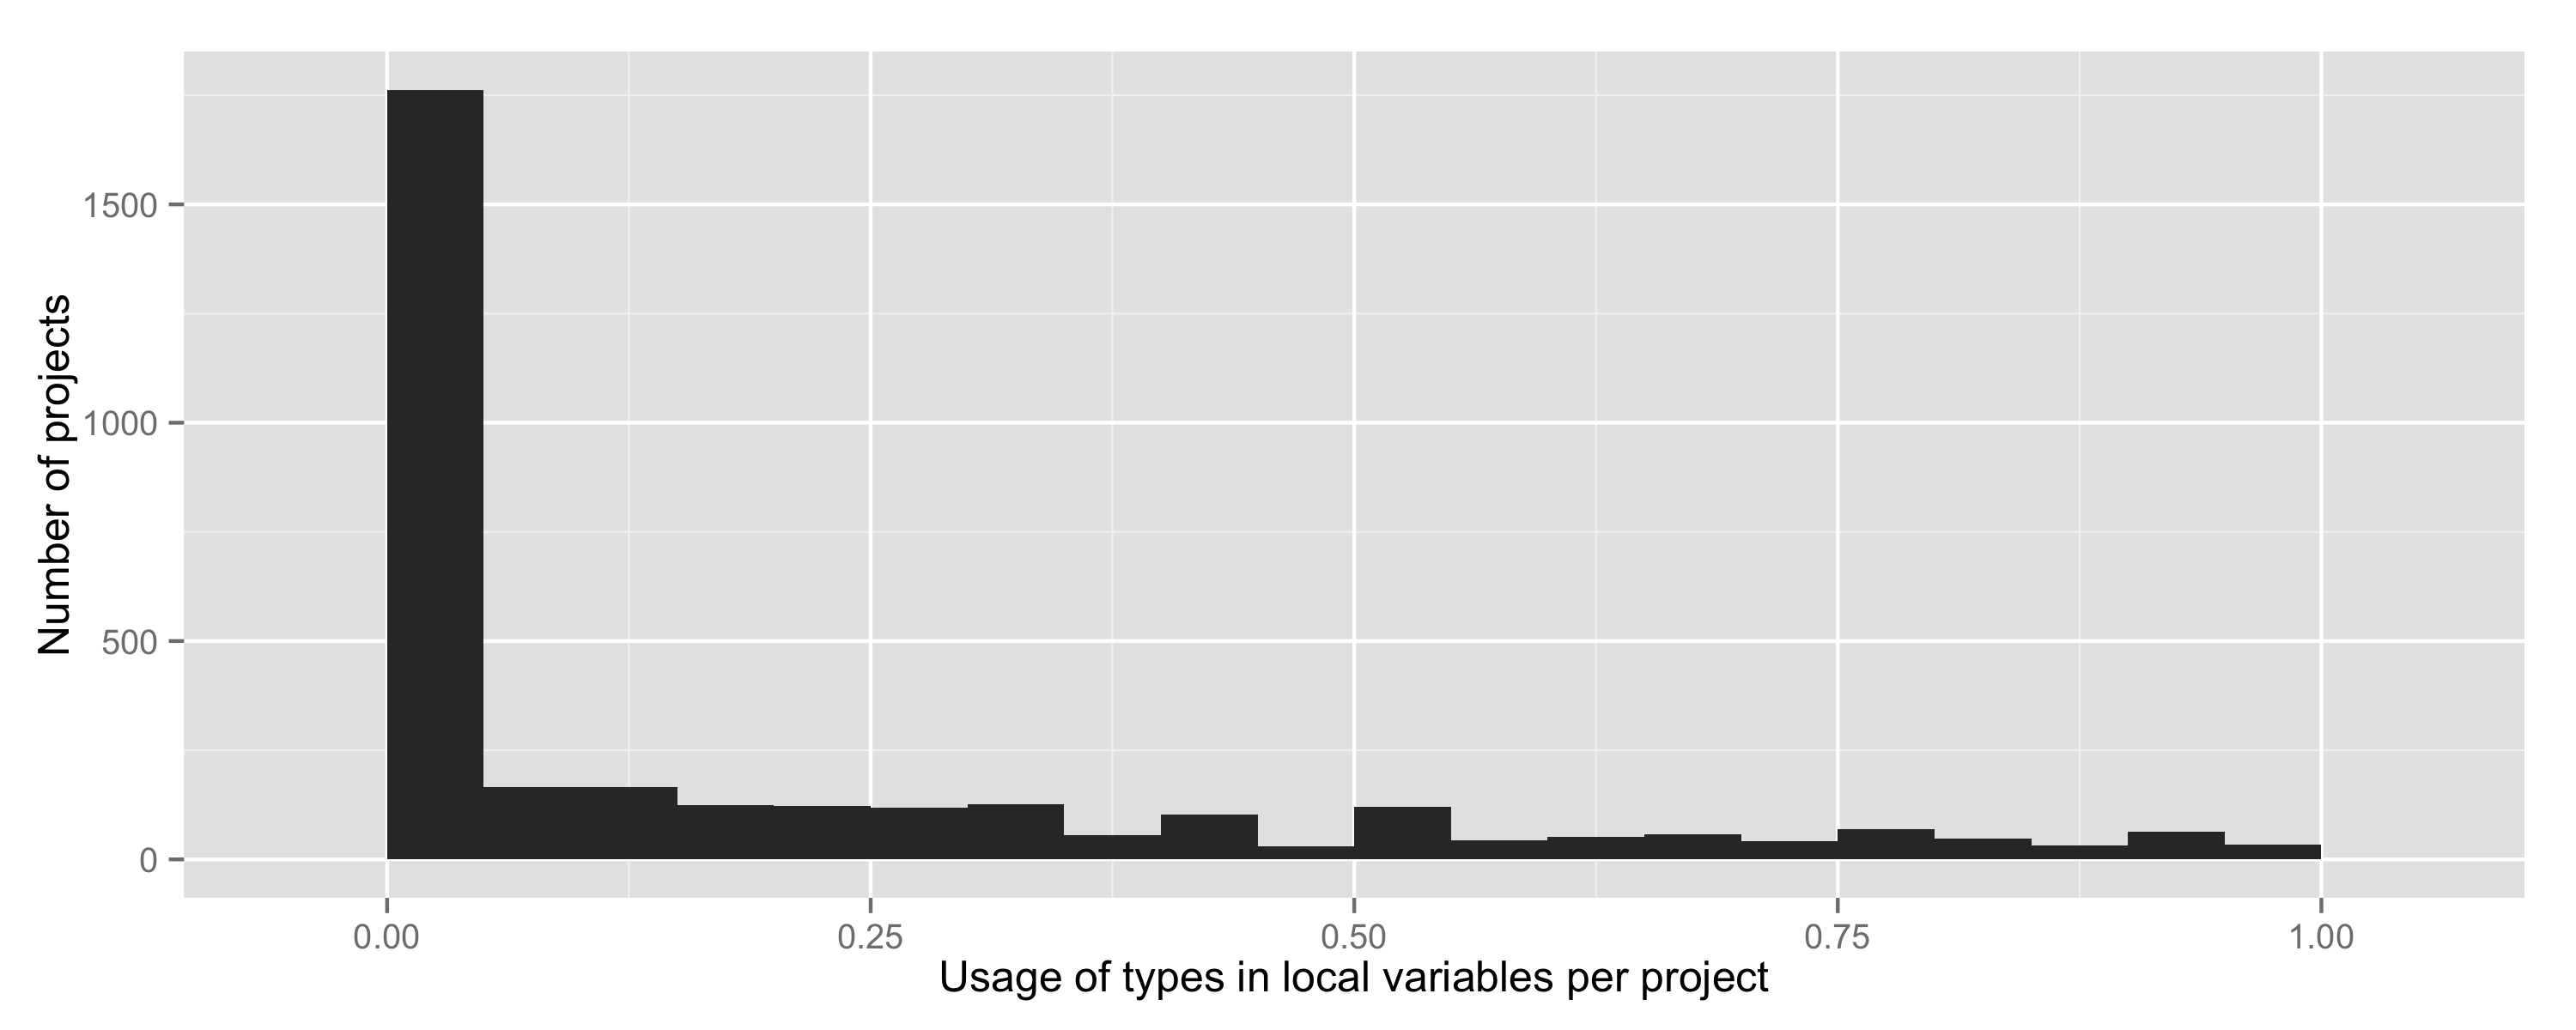 Number of projects
1500
1000
500
0
0.00 0.25 0.50 0.75 1.00
Usage of types in local variables per project